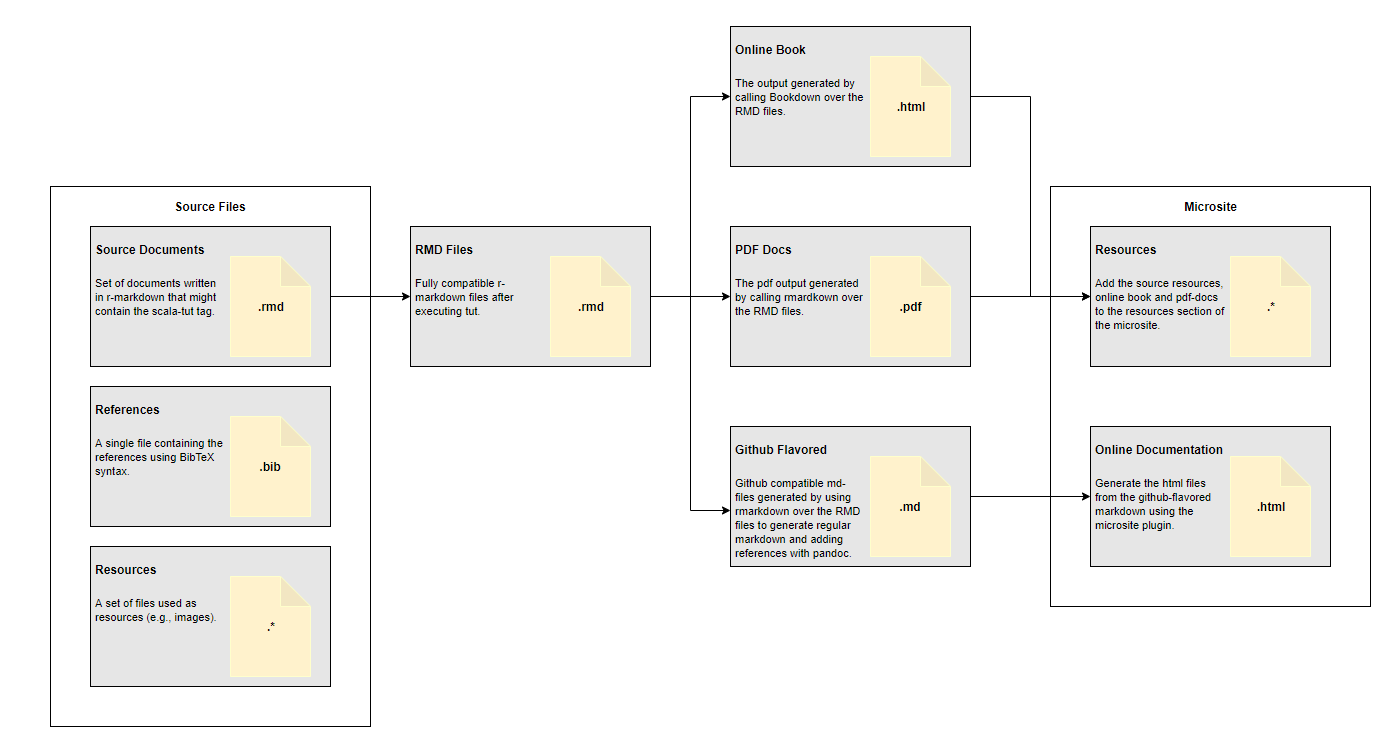 Source Files
Source Documents
Set of documents written
in r-markdown that might
contain the scala-tut tag.
.rmd
References
A single file containing the
references using BibTeX
syntax.
.bib
Resources
A set of files used as
resources (e.g., images).
.*
RMD Files
Fully compatible r-
markdown files after
executing tut.
.rmd
Online Book
The output generated by
calling Bookdown over the
RMD files.
.html
PDF Docs
The pdf output generated
by calling rmardkown over
the RMD files.
.pdf
Github Flavored
Github compatible md-
files generated by using
rmarkdown over the RMD
files to generate regular
markdown and adding
references with pandoc.
.md
Microsite
Resources
Add the source resources,
online book and pdf-docs
to the resources section of
the microsite.
.*
Online Documentation
Generate the html files
from the github-flavored
markdown using the
microsite plugin.
.html